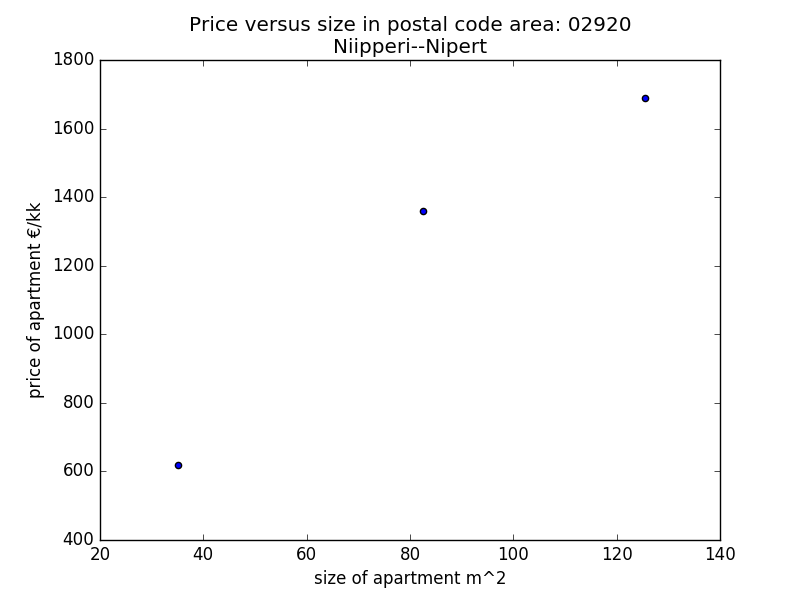 Price versus size in postal code area: 02920
Niipperi--Nipert
1800
1600
1400
1200
1000
800
600
400
price of apartment €/kk
20 40 60 80 100 120 140
size of apartment m^2